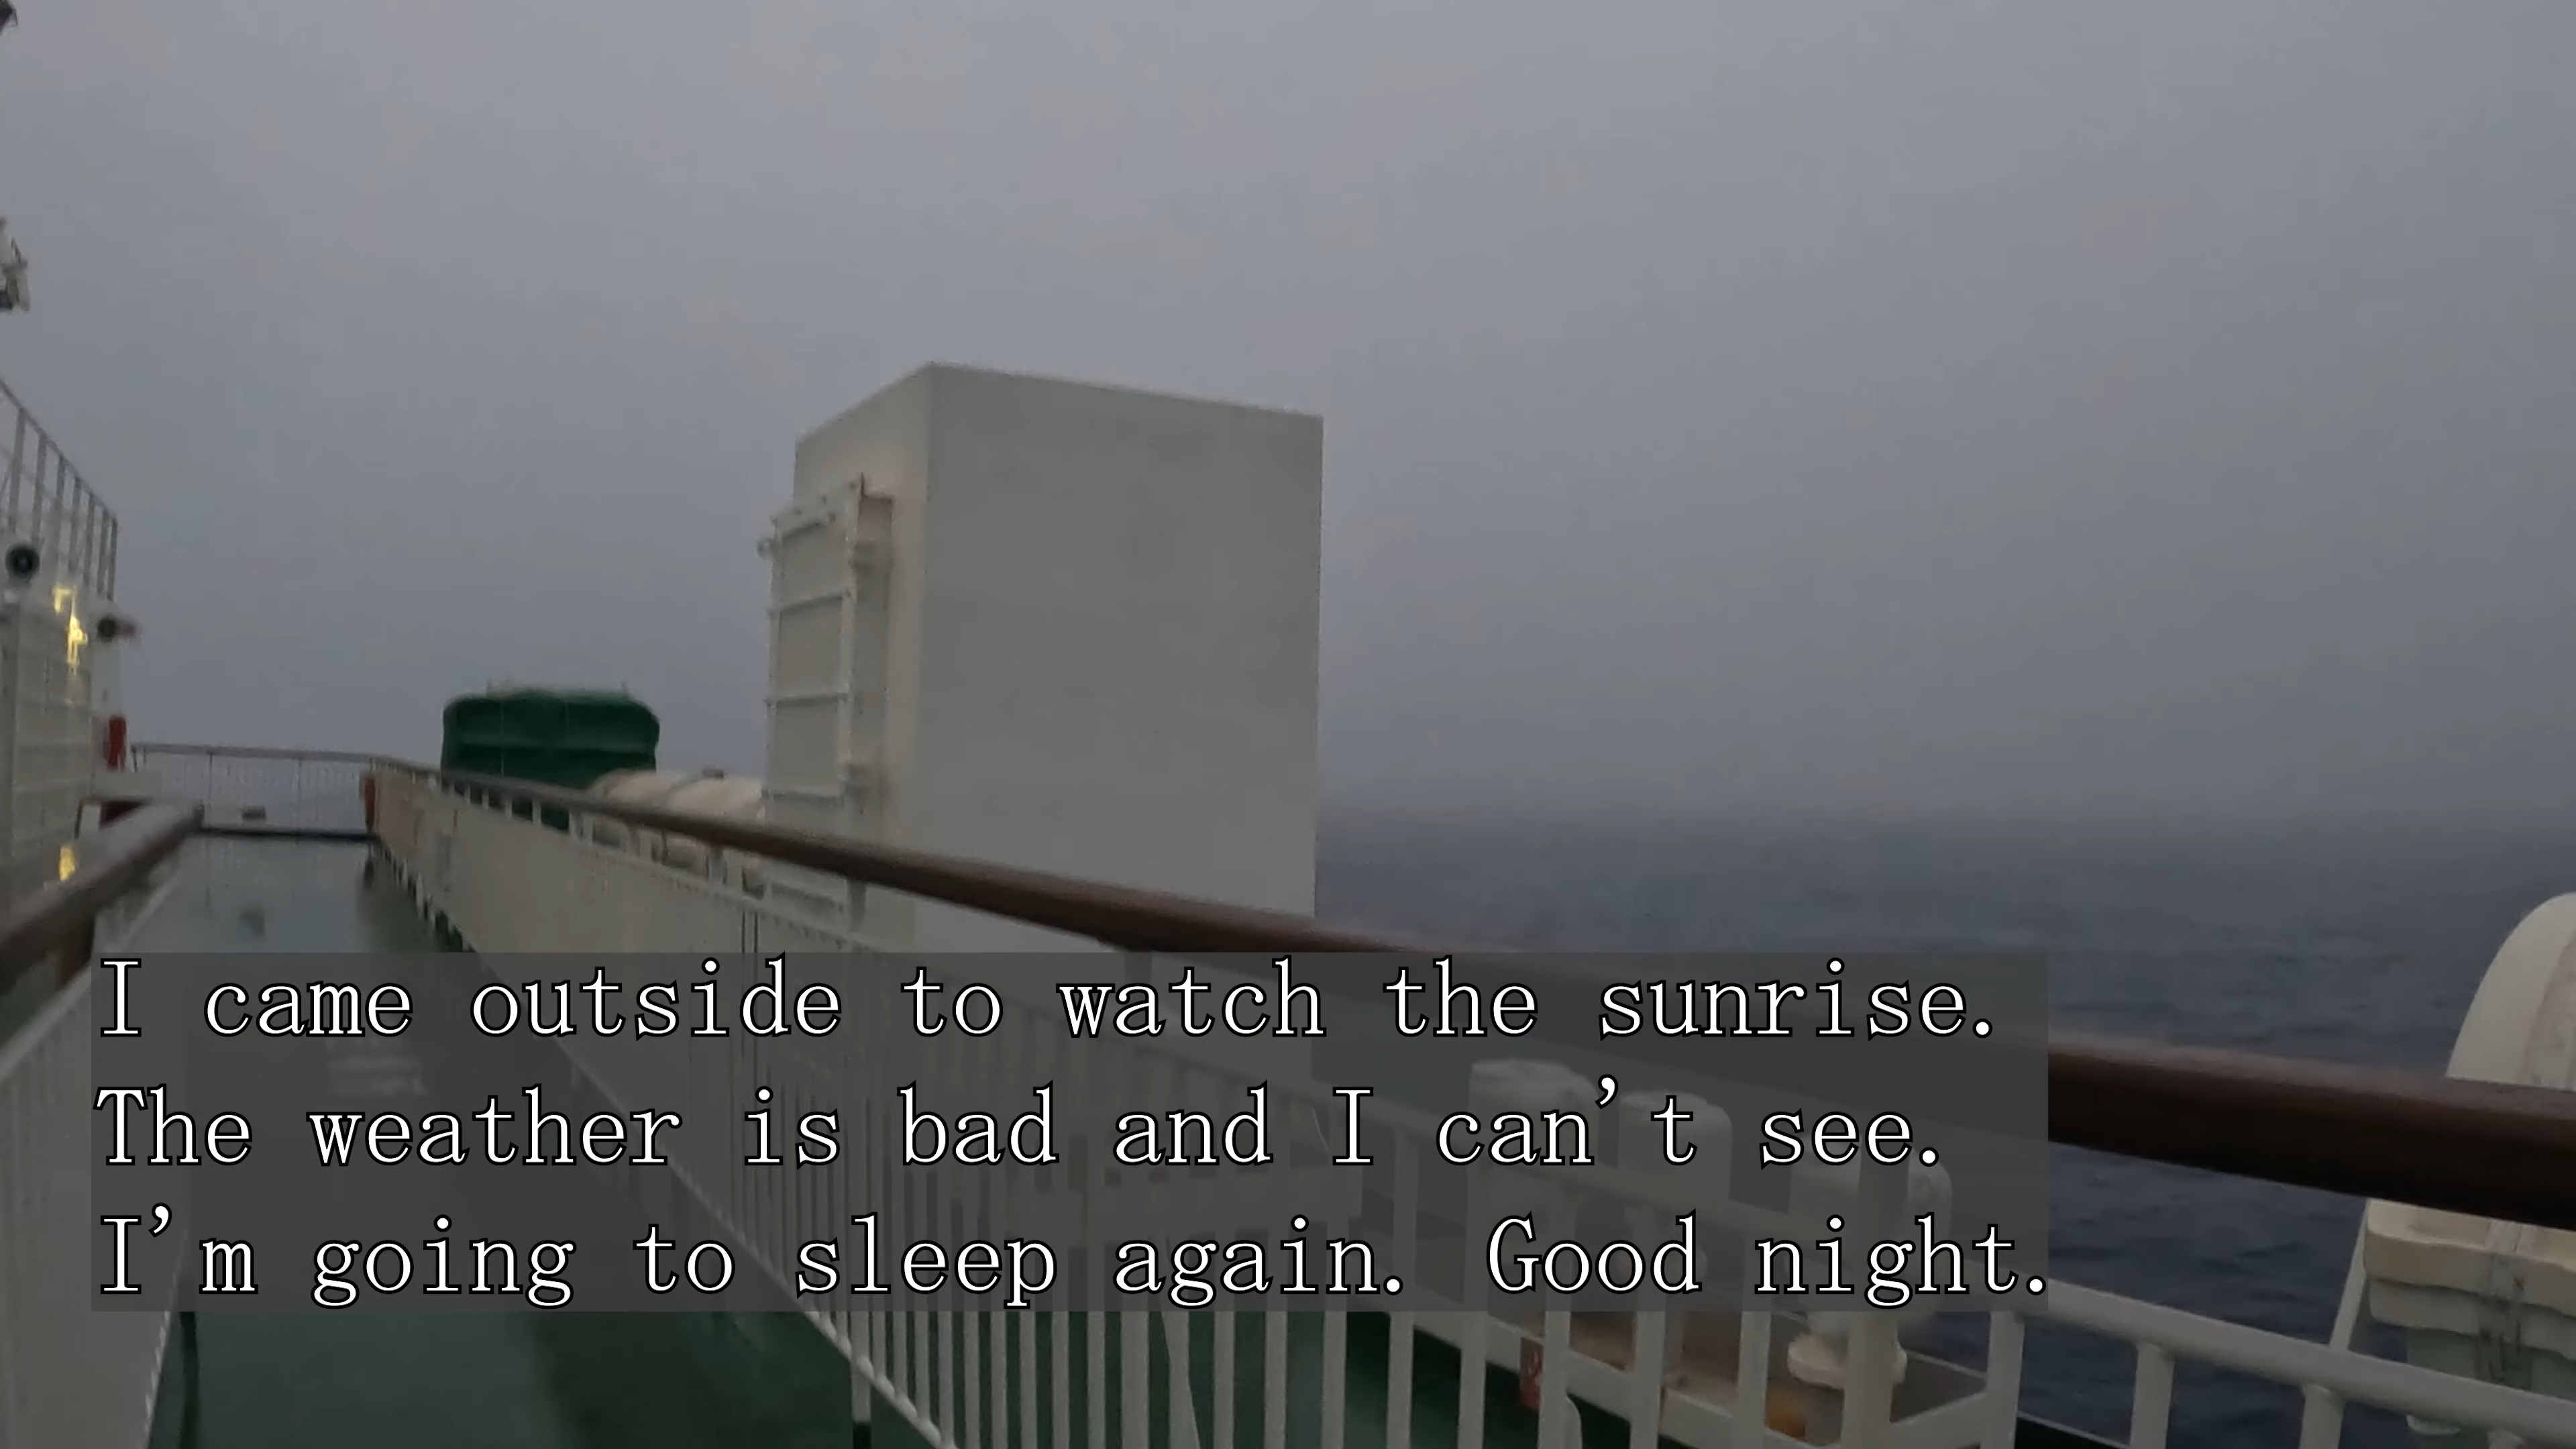 I came outside to watch the sunrise.
The weather is bad and I can't see.
I'm going to sleep again. Good night.